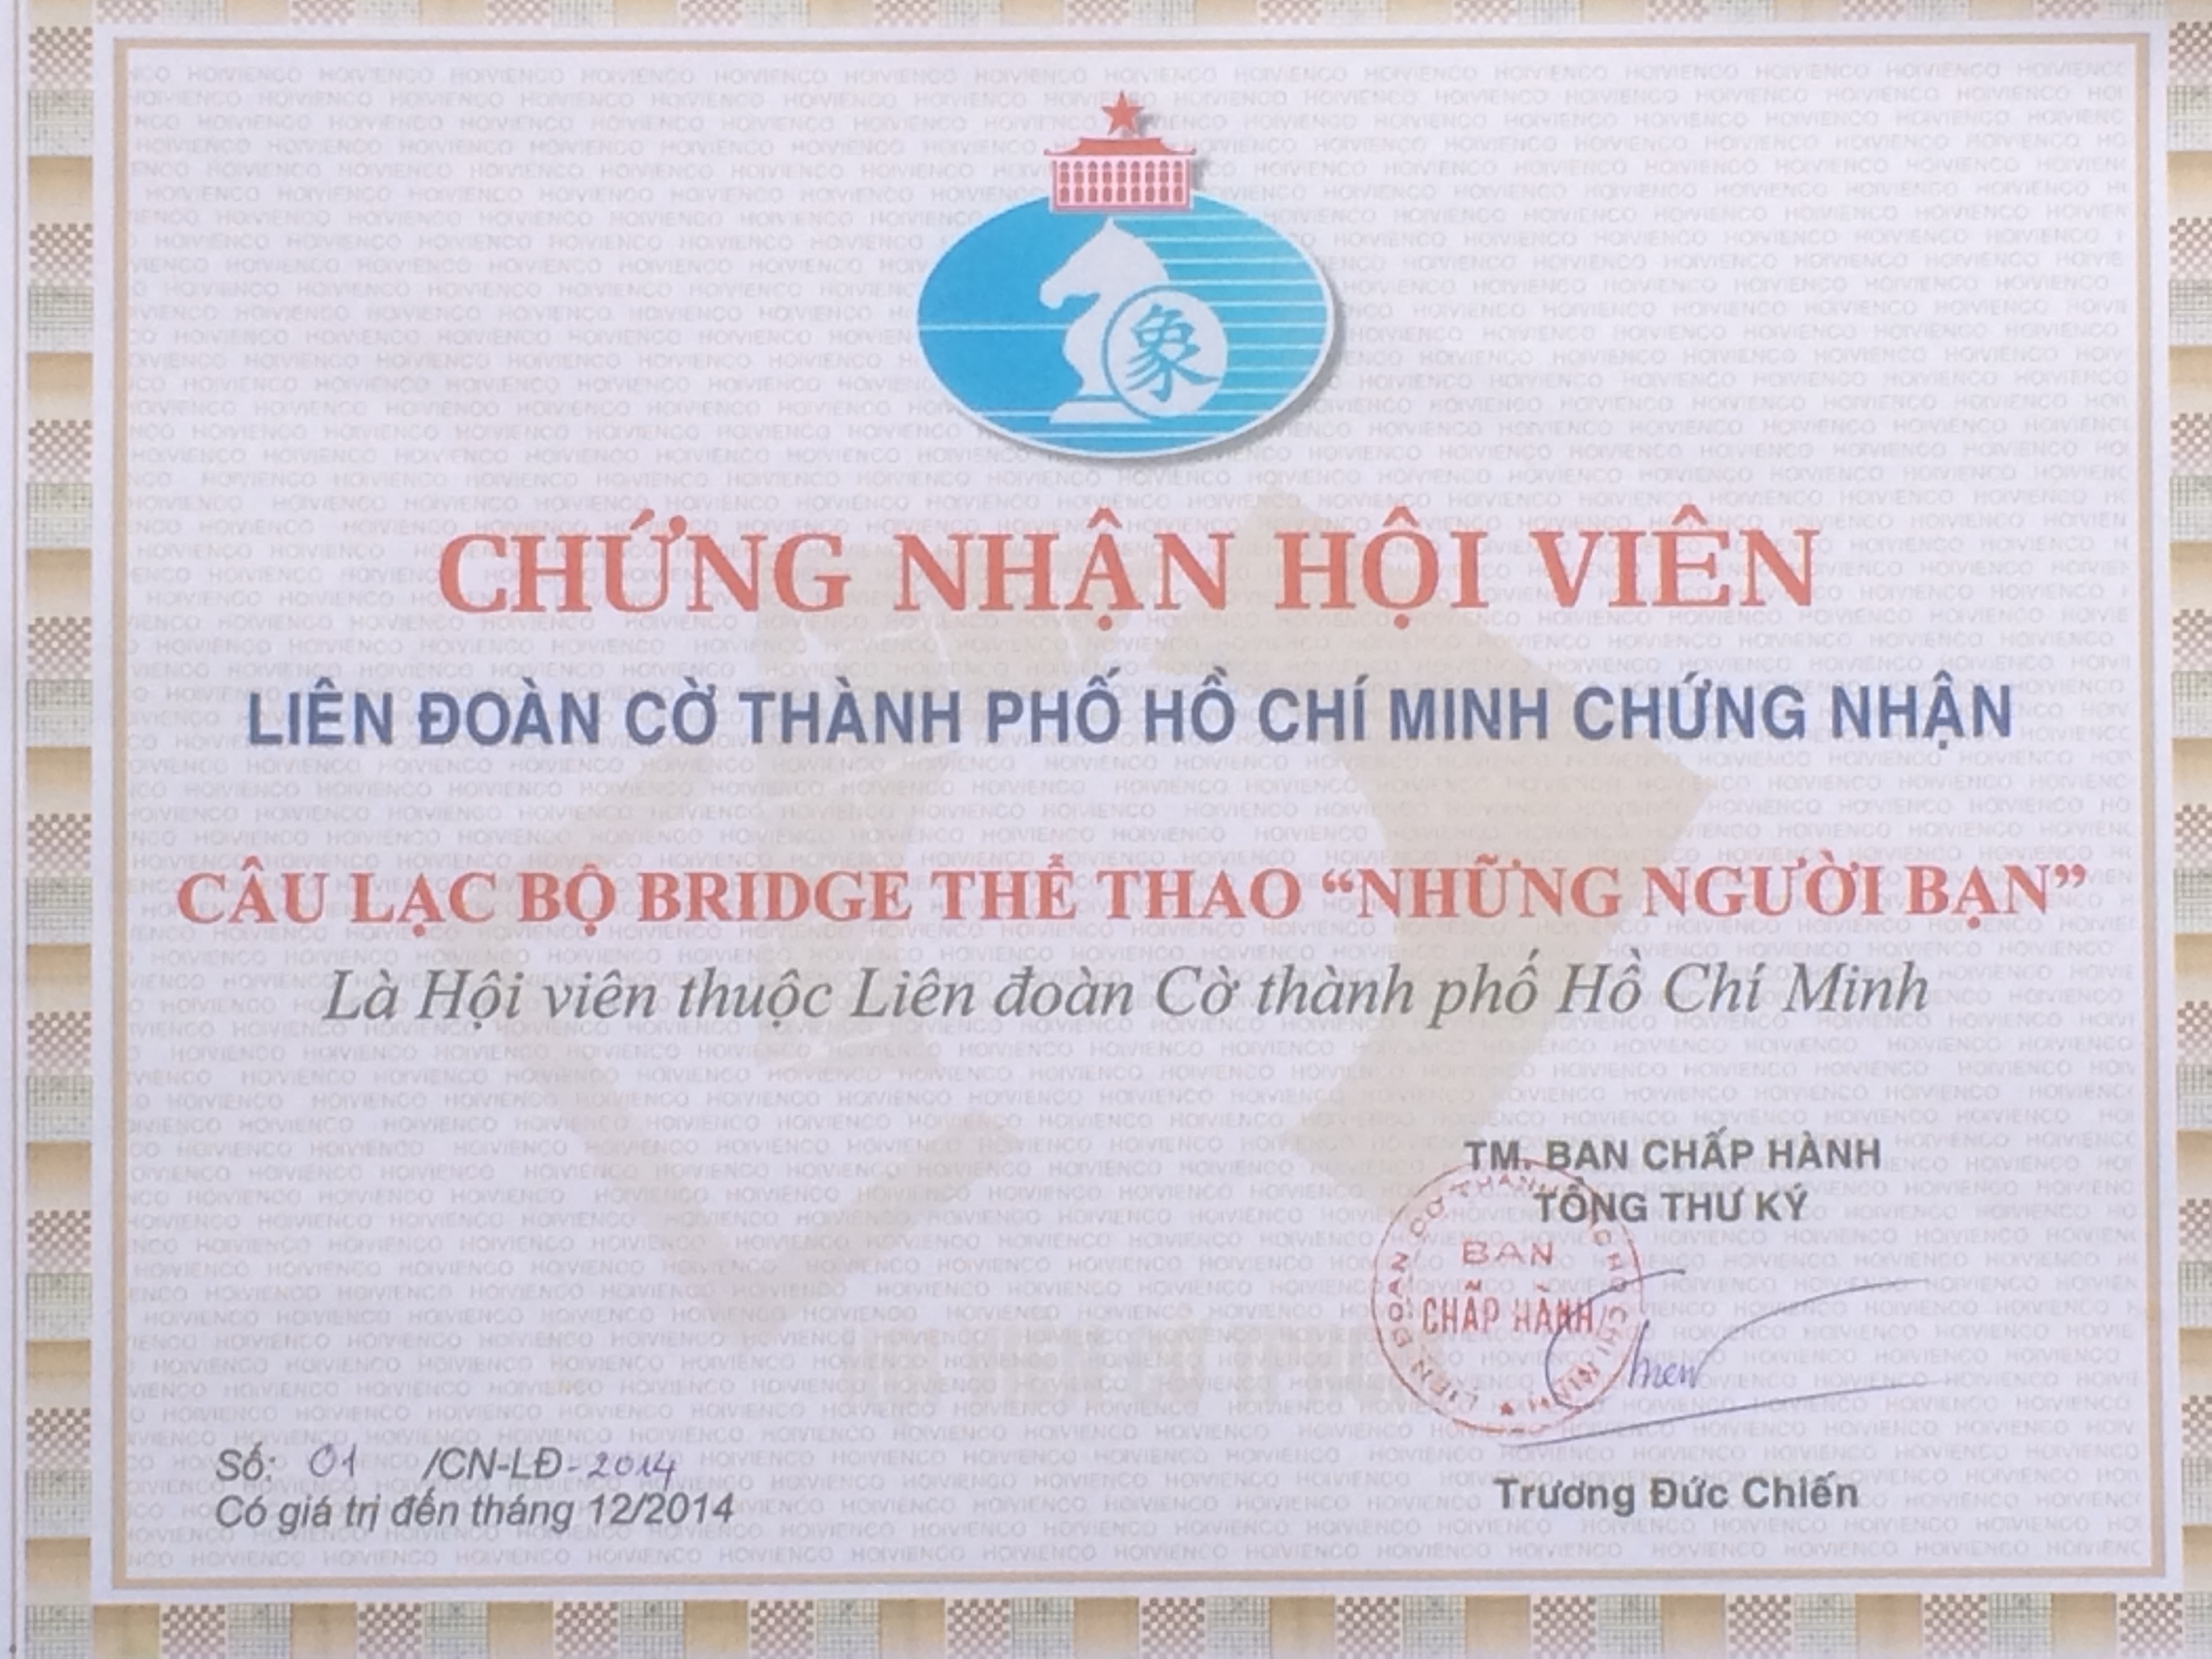 象
CHỨNG NHẬN HỘI VIÊN
LIÊN ĐOÀN CỜ THÀNH PHỐ HỒ CHÍ MINH CHỨNG NHẬN
CÂU LẠC BỘ BRIDGE THỂ THAO “NHỮNG NGƯỜI BẠN”
Là Hội viên thuộc Liên đoàn Cờ thành phố Hồ Chí Minh
TM. BAN CHẤP HÀNH
TỔNG THƯ KÝ
BAN
CHẤP HÀNH
Số: 01 /CN-LĐ.2014
Có giá trị đến tháng 12/2014
Trương Đức Chiến